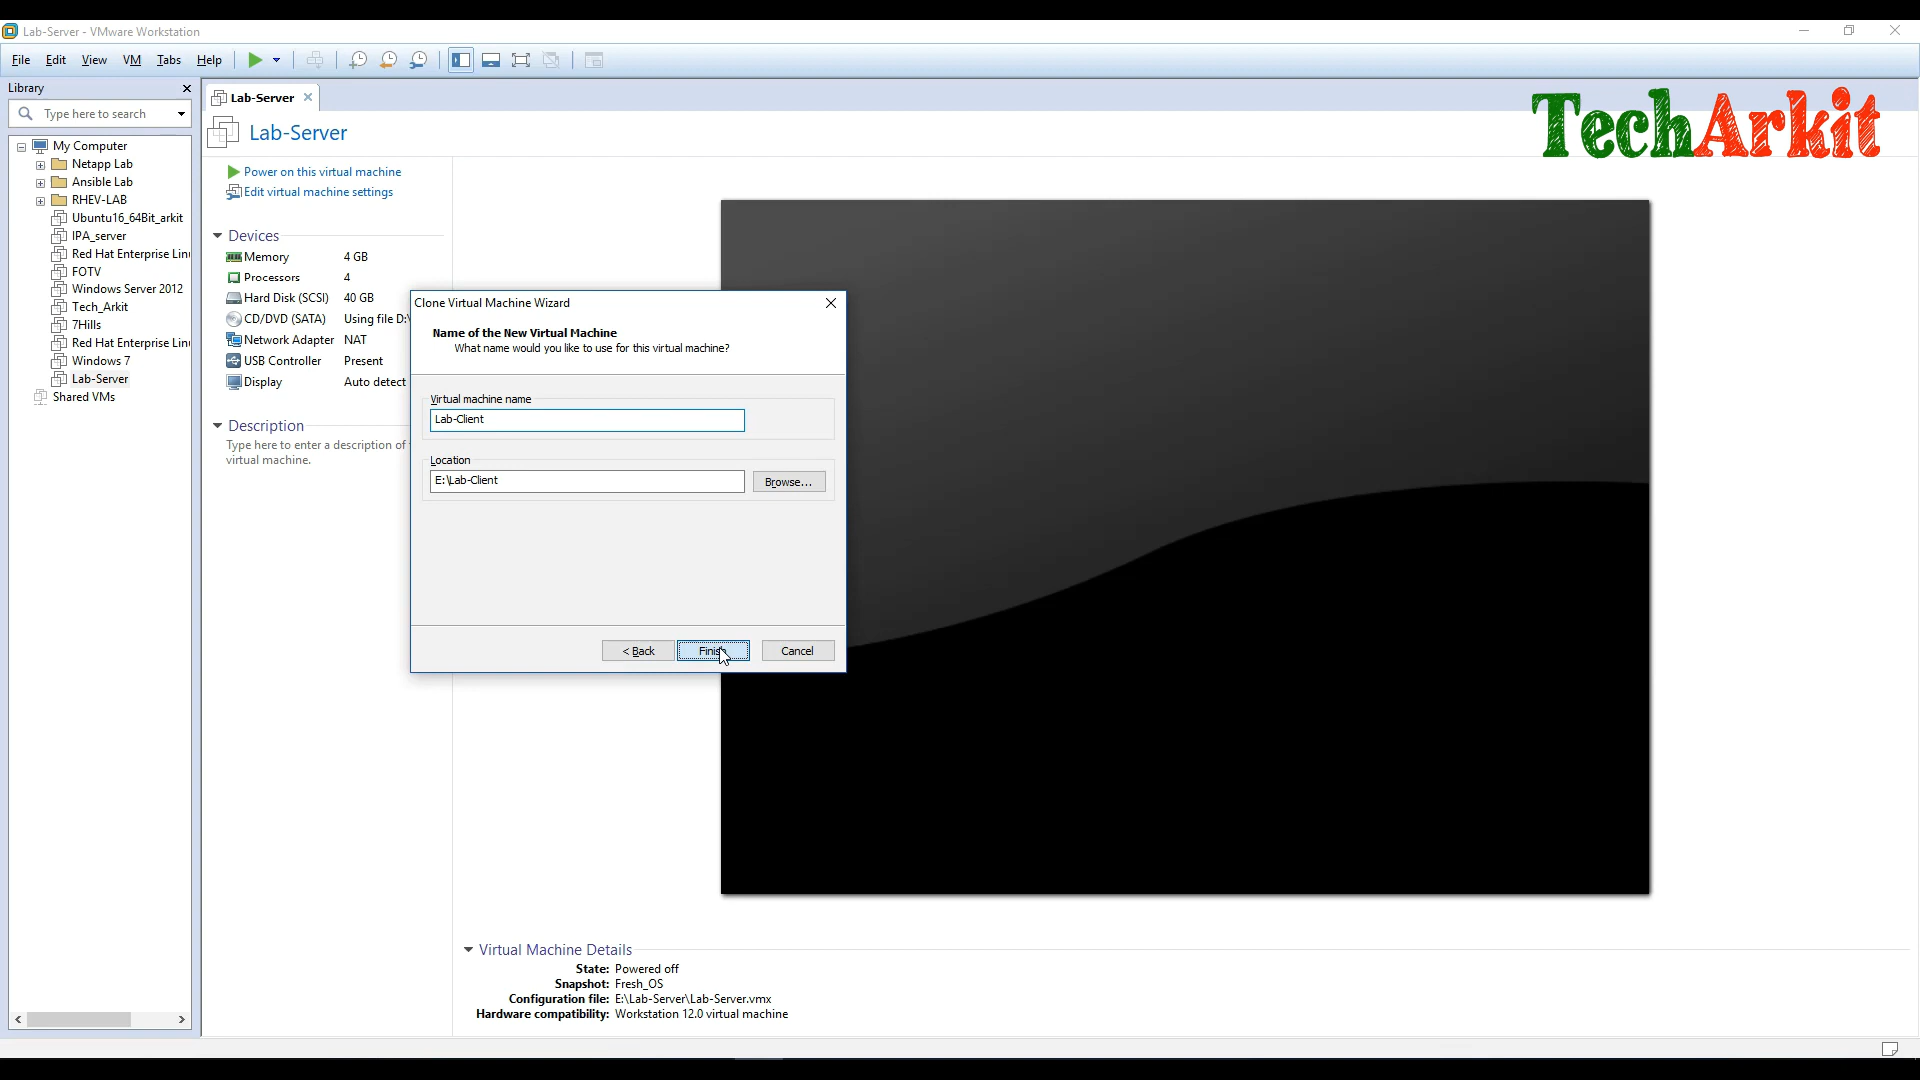 Lab-Server - VMware Workstation
File Edit View VM Tabs Help
Library
Type here to search
My Computer
Netapp Lab
Ansible Lab
RHEV-LAB
Ubuntu16_64Bit_arkit
IPA_server
Red Hat Enterprise Lin
FOTV
Windows Server 2012
Tech_Arkit
7Hills
Red Hat Enterprise Lin
Windows 7
Lab-Server
Shared VMs
Lab-Server
Lab-Server
TechArkit
Power on this virtual machine
Edit virtual machine settings
Devices
Memory 4 GB
Processors 4
Hard Disk (SCSI) 40 GB
CD/DVD (SATA) Using file D:\
Network Adapter NAT
USB Controller Present
Display Auto detect
Description
Type here to enter a description of
virtual machine.
Clone Virtual Machine Wizard
Name of the New Virtual Machine
What name would you like to use for this virtual machine?
Virtual machine name
Lab-Client
Location
E:\Lab-Client
Browse...
< Back Finish Cancel
Virtual Machine Details
State: Powered off
Snapshot: Fresh_OS
Configuration file: E:\Lab-Server\Lab-Server.vmx
Hardware compatibility: Workstation 12.0 virtual machine